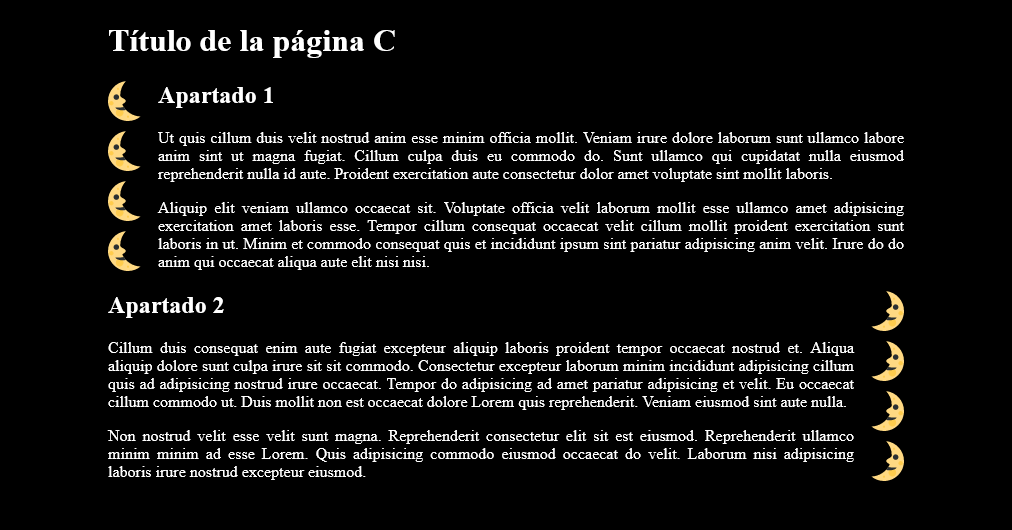 Título de la página C
Apartado 1
Ut quis cillum duis velit nostrud anim esse minim officia mollit. Veniam irure dolore laborum sunt ullamco labore
anim sint ut magna fugiat. Cillum culpa duis eu commodo do. Sunt ullamco qui cupidatat nulla eiusmod
reprehenderit nulla id aute. Proident exercitation aute consectetur dolor amet voluptate sint mollit laboris.
Aliquip elit veniam ullamco occaecat sit. Voluptate officia velit laborum mollit esse ullamco amet adipisicing
exercitation amet laboris esse. Tempor cillum consequat occaecat velit cillum mollit proident exercitation sunt
laboris in ut. Minim et commodo consequat quis et incididunt ipsum sint pariatur adipisicing anim velit. Irure do do
anim qui occaecat aliqua aute elit nisi nisi.
Apartado 2
Cillum duis consequat enim aute fugiat excepteur aliquip laboris proident tempor occaecat nostrud et. Aliqua
aliquip dolore sunt culpa irure sit sit commodo. Consectetur excepteur laborum minim incididunt adipisicing cillum
quis ad adipisicing nostrud irure occaecat. Tempor do adipisicing ad amet pariatur adipisicing et velit. Eu occaecat
cillum commodo ut. Duis mollit non est occaecat dolore Lorem quis reprehenderit. Veniam eiusmod sint aute nulla.
Non nostrud velit esse velit sunt magna. Reprehenderit consectetur elit sit est eiusmod. Reprehenderit ullamco
minim minim ad esse Lorem. Quis adipisicing commodo eiusmod occaecat do velit. Laborum nisi adipisicing
laboris irure nostrud excepteur eiusmod.